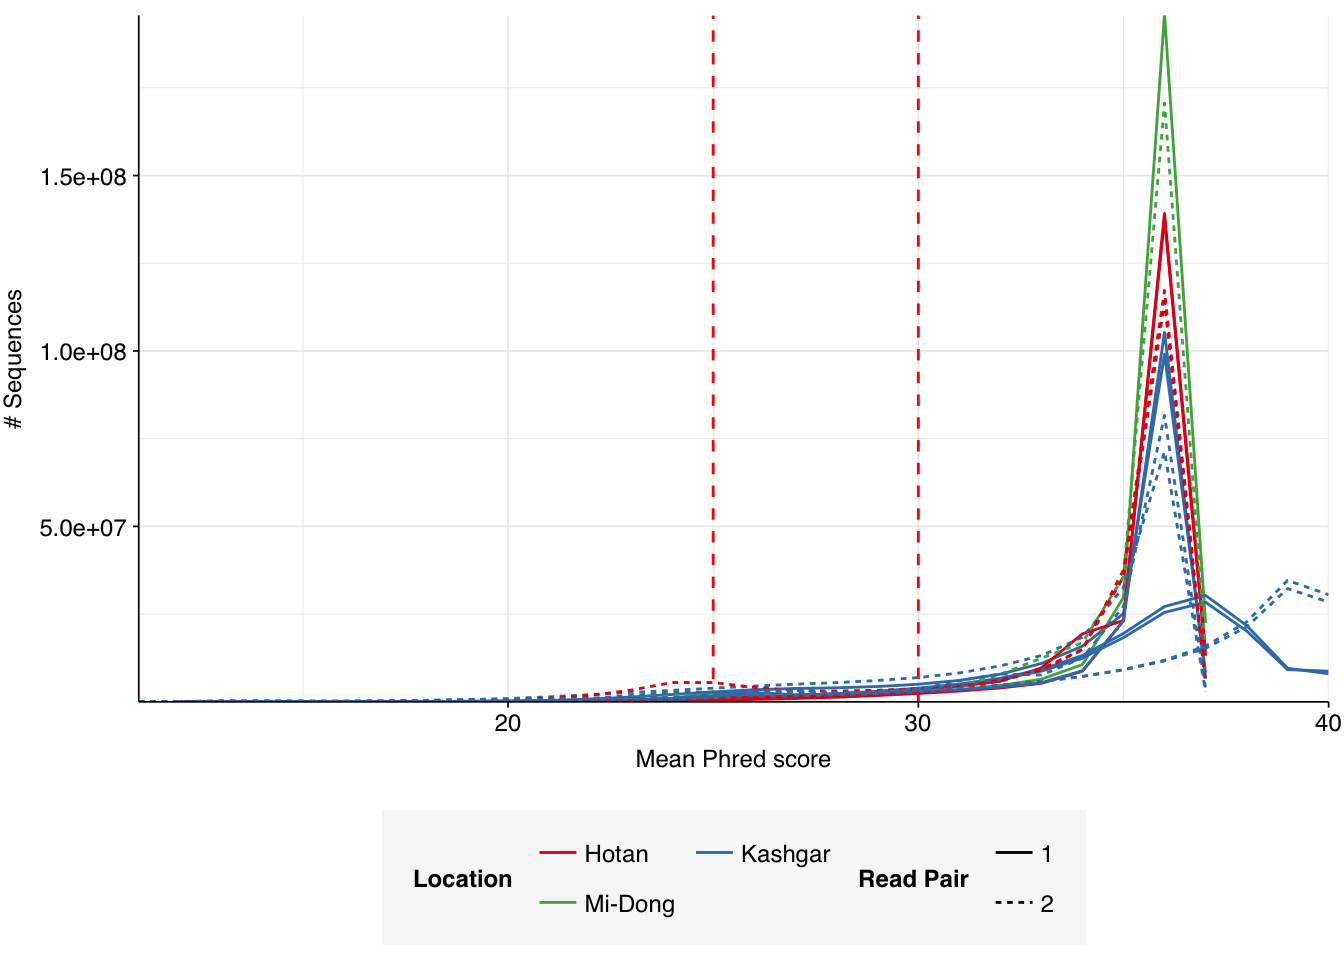 # Sequences
1.5e+08
1.0e+08
5.0e+07
20 30 40
Mean Phred score
Location
Hotan
Kashgar
Mi-Dong
Read Pair
1
2